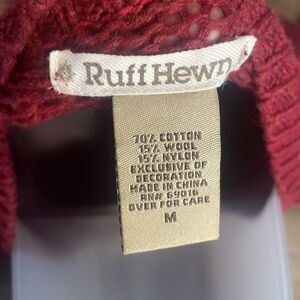 Ruff Hewn
70% COTTON
15% WOOL
15% NYLON
EXCLUSIVE OF
DECORATION
MADE IN CHINA
RN# 69016
OVER FOR CARE
M